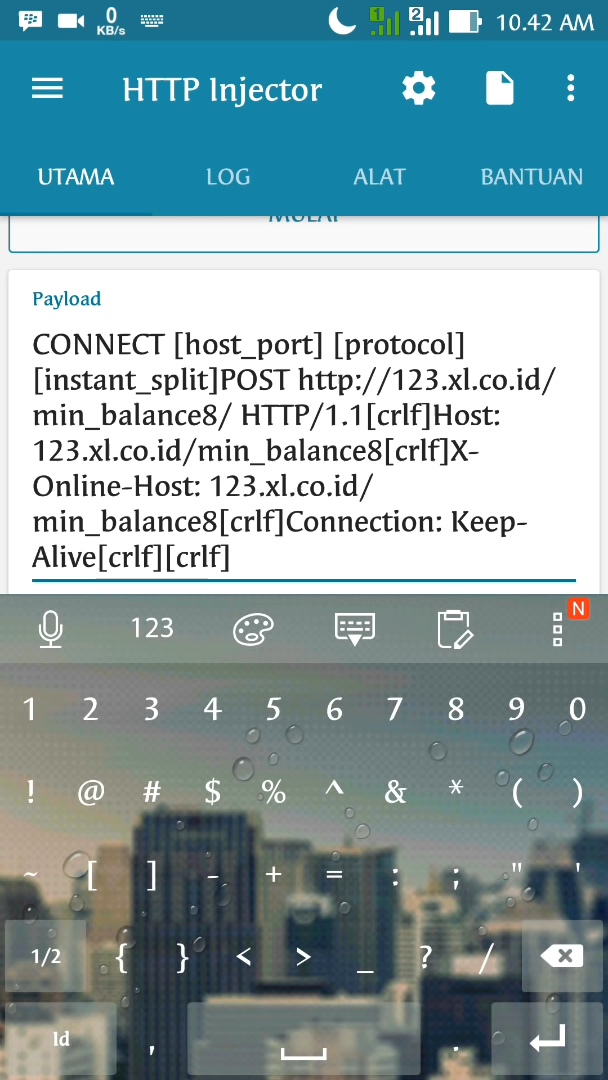 0
KB/s
1
2
10.42 AM
HTTP Injector
UTAMA LOG ALAT BANTUAN
MULAI
Payload
CONNECT [host_port] [protocol]
[instant_split]POST http://123.xl.co.id/
min_balance8/ HTTP/1.1[crlf]Host:
123.xl.co.id/min_balance8[crlf]X-
Online-Host: 123.xl.co.id/
min_balance8[crlf]Connection: Keep-
Alive[crlf][crlf]
123
N
1 2 3 4 5 6 7 8 9 0
! @ # $ % ^ & * ( )
~ [ ] - + = : ; " '
1/2 { } < > _ ? /
Id , .